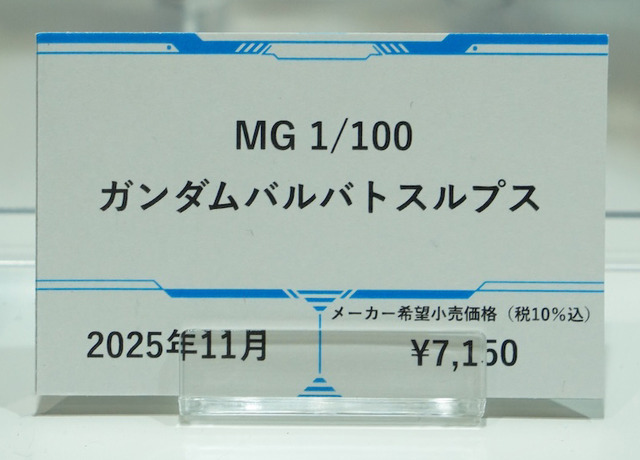 MG 1/100
ガンダムバルバトスルプス
メーカー希望小売価格（税10%込）
2025年11月
¥7,150